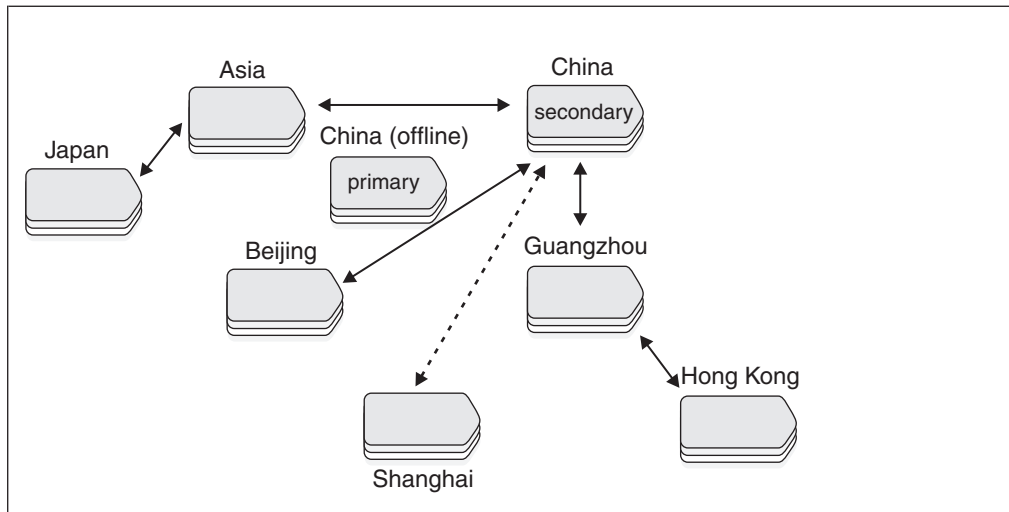 Asia
China
secondary
China (offline)
primary
Japan
Beijing
Guangzhou
Hong Kong
Shanghai